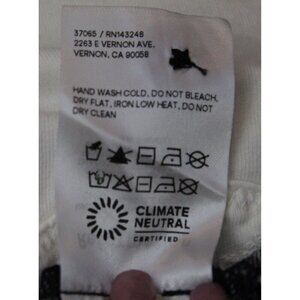 37065 / RN143248
2263 E VERNON AVE.
VERNON, CA 90058
HAND WASH COLD, DO NOT BLEACH,
DRY FLAT, IRON LOW HEAT, DO NOT
DRY CLEAN
CLIMATE
NEUTRAL
CERTIFIED